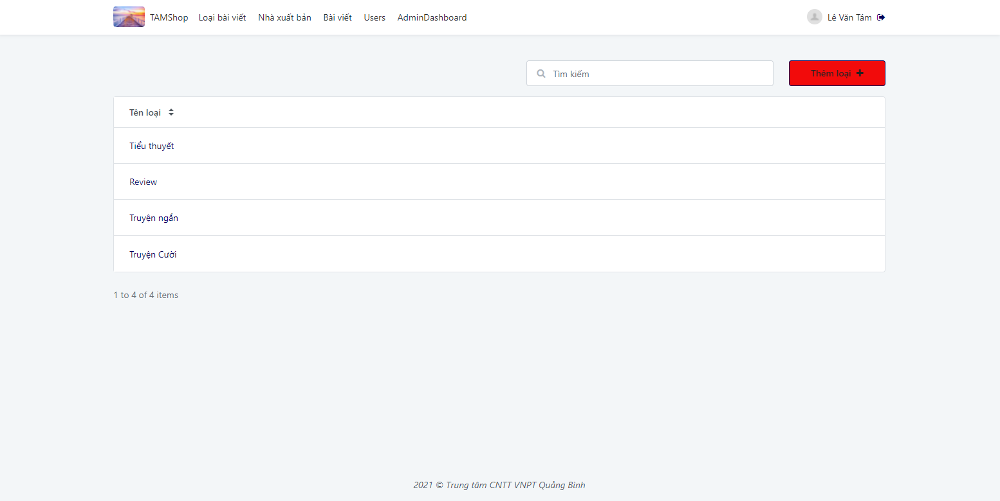 TAMShop Loại bài viết Nhà xuất bản Bài viết Users AdminDashboard Lê Văn Tám
Tìm kiếm Thêm loại
Tên loại
Tiểu thuyết
Review
Truyện ngắn
Truyện Cười
1 to 4 of 4 items
2021 © Trung tâm CNTT VNPT Quảng Bình